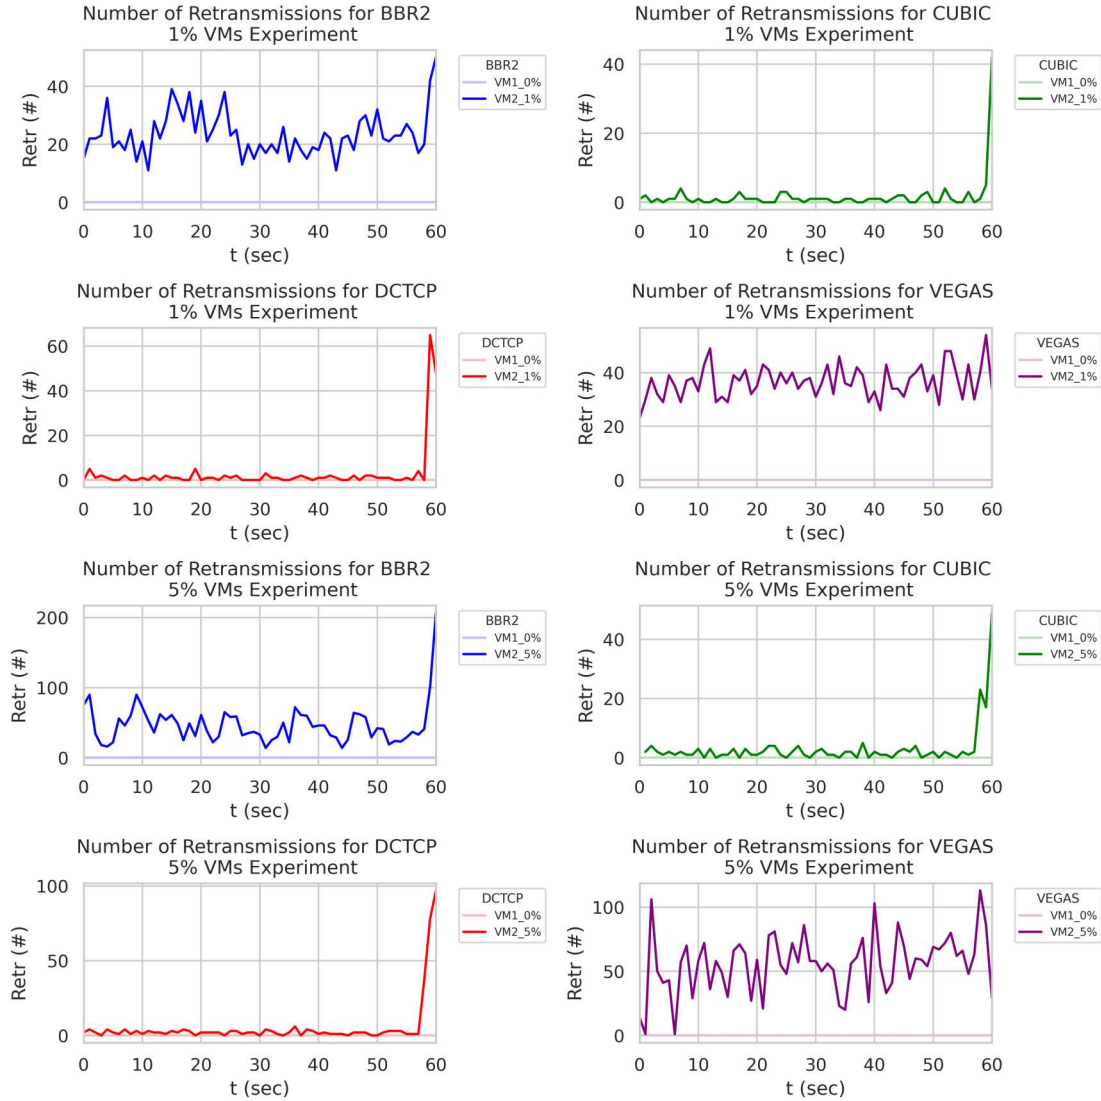 Number of Retransmissions for BBR2
1% VMs Experiment
Retr (#)
40
20
0
0 10 20 30 40 50 60
t (sec)
BBR2
VM1_0%
VM2_1%
Number of Retransmissions for CUBIC
1% VMs Experiment
Retr (#)
40
20
0
0 10 20 30 40 50 60
t (sec)
CUBIC
VM1_0%
VM2_1%
Number of Retransmissions for DCTCP
1% VMs Experiment
Retr (#)
60
40
20
0
0 10 20 30 40 50 60
t (sec)
DCTCP
VM1_0%
VM2_1%
Number of Retransmissions for VEGAS
1% VMs Experiment
Retr (#)
40
20
0
0 10 20 30 40 50 60
t (sec)
VEGAS
VM1_0%
VM2_1%
Number of Retransmissions for BBR2
5% VMs Experiment
Retr (#)
200
100
0
0 10 20 30 40 50 60
t (sec)
BBR2
VM1_0%
VM2_5%
Number of Retransmissions for CUBIC
5% VMs Experiment
Retr (#)
40
20
0
0 10 20 30 40 50 60
t (sec)
CUBIC
VM1_0%
VM2_5%
Number of Retransmissions for DCTCP
5% VMs Experiment
Retr (#)
100
50
0
0 10 20 30 40 50 60
t (sec)
DCTCP
VM1_0%
VM2_5%
Number of Retransmissions for VEGAS
5% VMs Experiment
Retr (#)
100
50
0
0 10 20 30 40 50 60
t (sec)
VEGAS
VM1_0%
VM2_5%